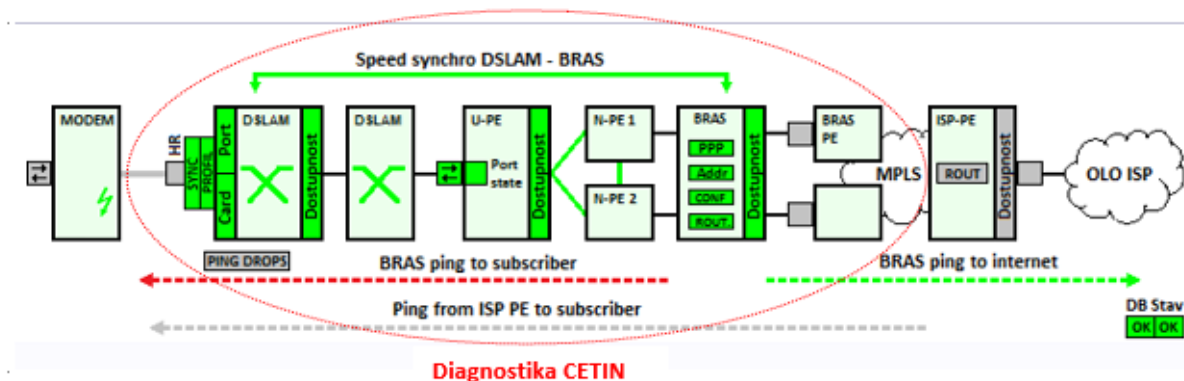 Speed synchro DSLAM - BRAS
MODEM
HR
SYNC
PROFIL
Port
Card
DSLAM
Dostupnost
DSLAM
U-PE
Port
state
Dostupnost
N-PE 1
N-PE 2
BRAS
PPP
Addr
CONF
ROUT
Dostupnost
BRAS
PE
MPLS
ISP-PE
ROUT
Dostupnost
OLO ISP
PING DROPS
BRAS ping to subscriber
BRAS ping to internet
Ping from ISP PE to subscriber
DB Stav
OK OK
Diagnostika CETIN